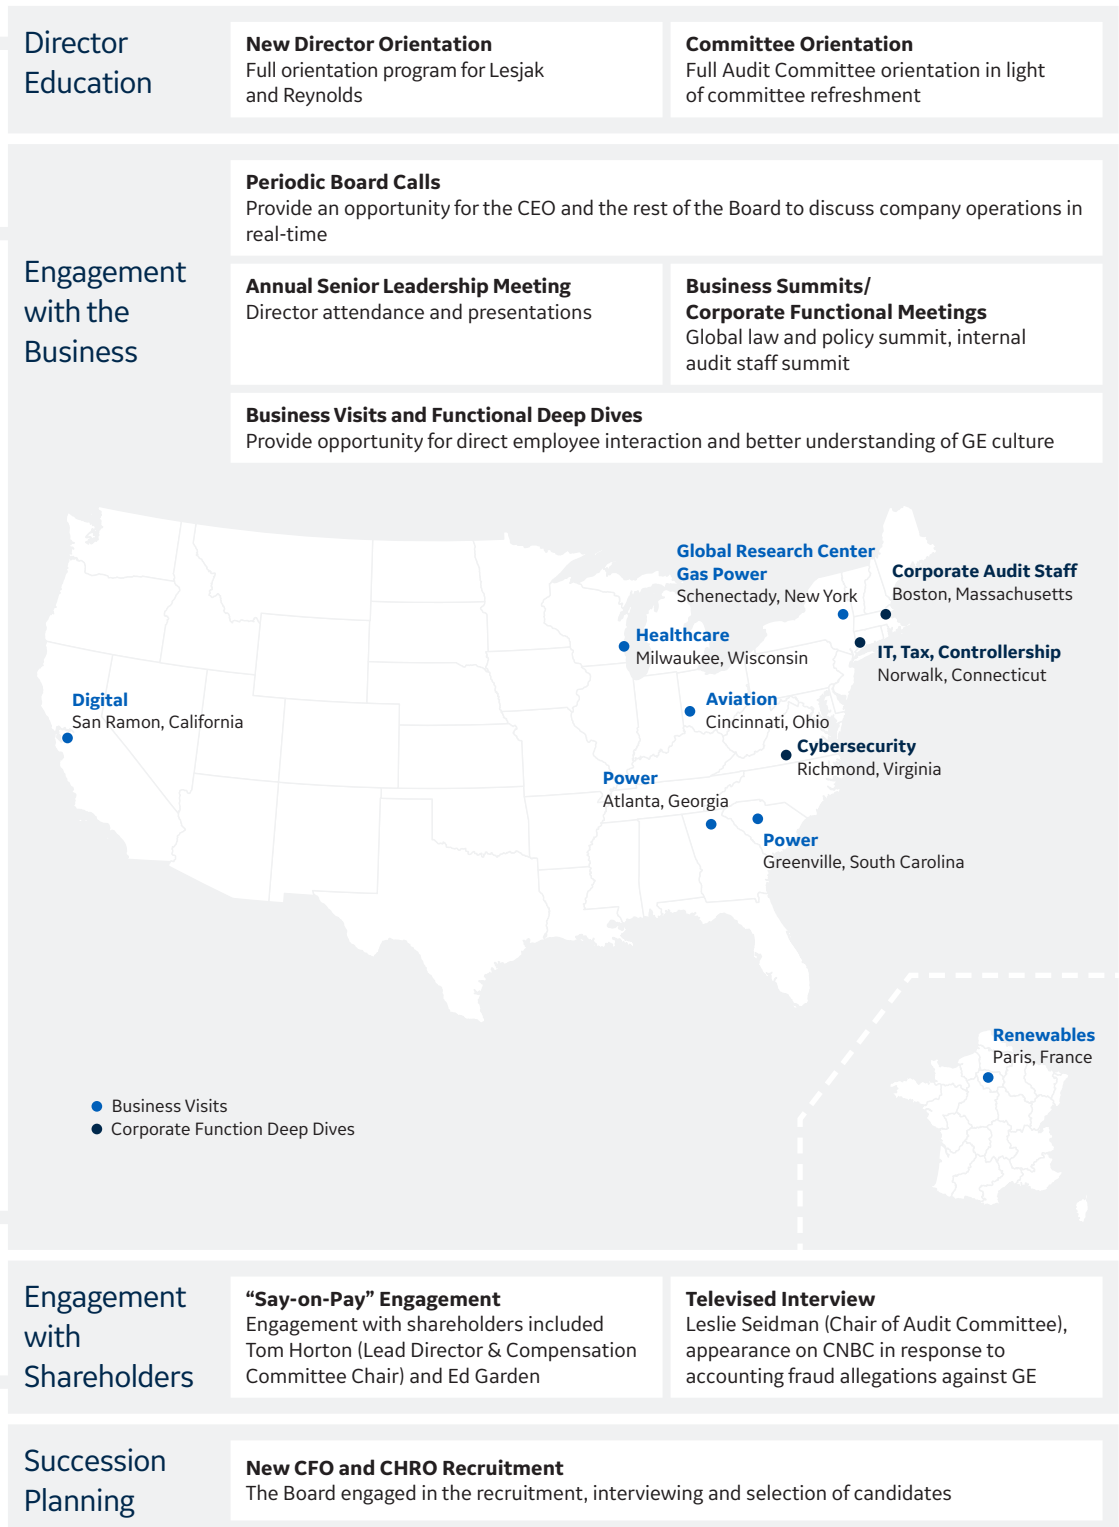 Director
Education
New Director Orientation
Full orientation program for Lesjak
and Reynolds
Committee Orientation
Full Audit Committee orientation in light
of committee refreshment
Engagement
with the
Business
Periodic Board Calls
Provide an opportunity for the CEO and the rest of the Board to discuss company operations in
real-time
Annual Senior Leadership Meeting
Director attendance and presentations
Business Summits/
Corporate Functional Meetings
Global law and policy summit, internal
audit staff summit
Business Visits and Functional Deep Dives
Provide opportunity for direct employee interaction and better understanding of GE culture
Global Research Center
Gas Power
Schenectady, New York
Corporate Audit Staff
Boston, Massachusetts
Healthcare
Milwaukee, Wisconsin
IT, Tax, Controllership
Norwalk, Connecticut
Digital
San Ramon, California
Aviation
Cincinnati, Ohio
Cybersecurity
Richmond, Virginia
Power
Atlanta, Georgia
Power
Greenville, South Carolina
Renewables
Paris, France
Business Visits
Corporate Function Deep Dives
Engagement
with
Shareholders
“Say-on-Pay” Engagement
Engagement with shareholders included
Tom Horton (Lead Director & Compensation
Committee Chair) and Ed Garden
Televised Interview
Leslie Seidman (Chair of Audit Committee),
appearance on CNBC in response to
accounting fraud allegations against GE
Succession
Planning
New CFO and CHRO Recruitment
The Board engaged in the recruitment, interviewing and selection of candidates